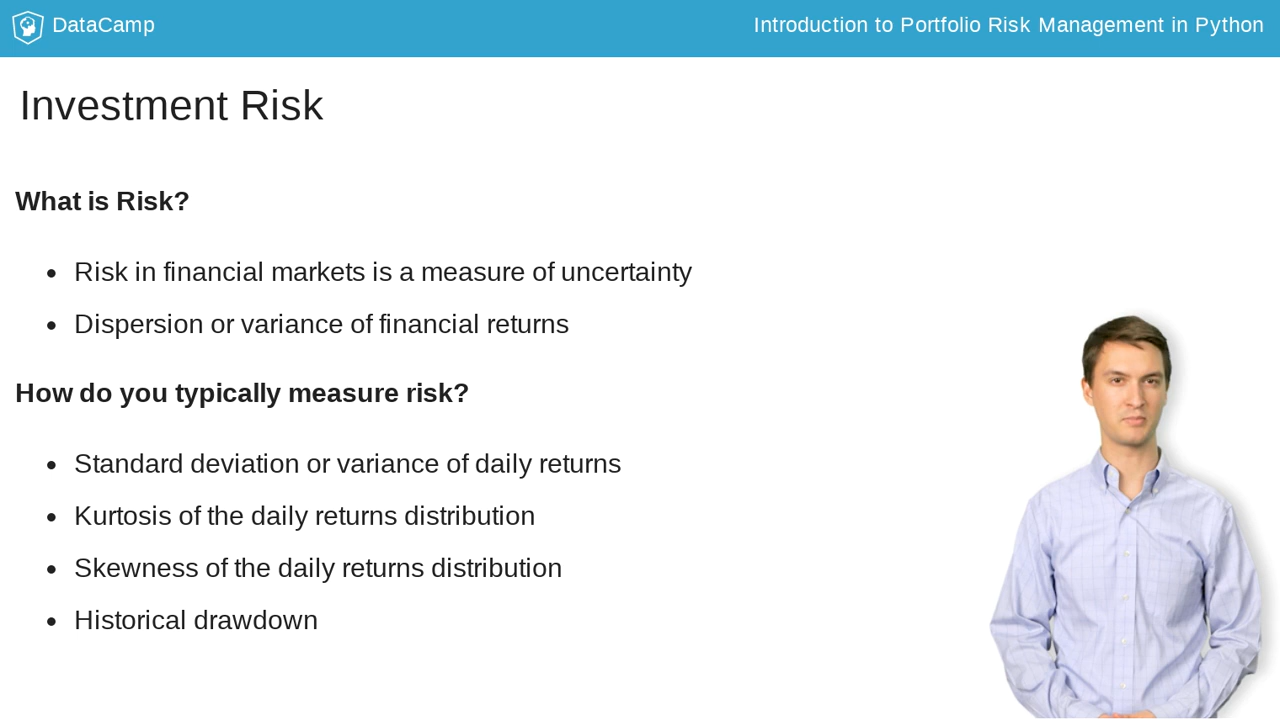 DataCamp
Introduction to Portfolio Risk Management in Python
Investment Risk
What is Risk?
Risk in financial markets is a measure of uncertainty
Dispersion or variance of financial returns
How do you typically measure risk?
Standard deviation or variance of daily returns
Kurtosis of the daily returns distribution
Skewness of the daily returns distribution
Historical drawdown